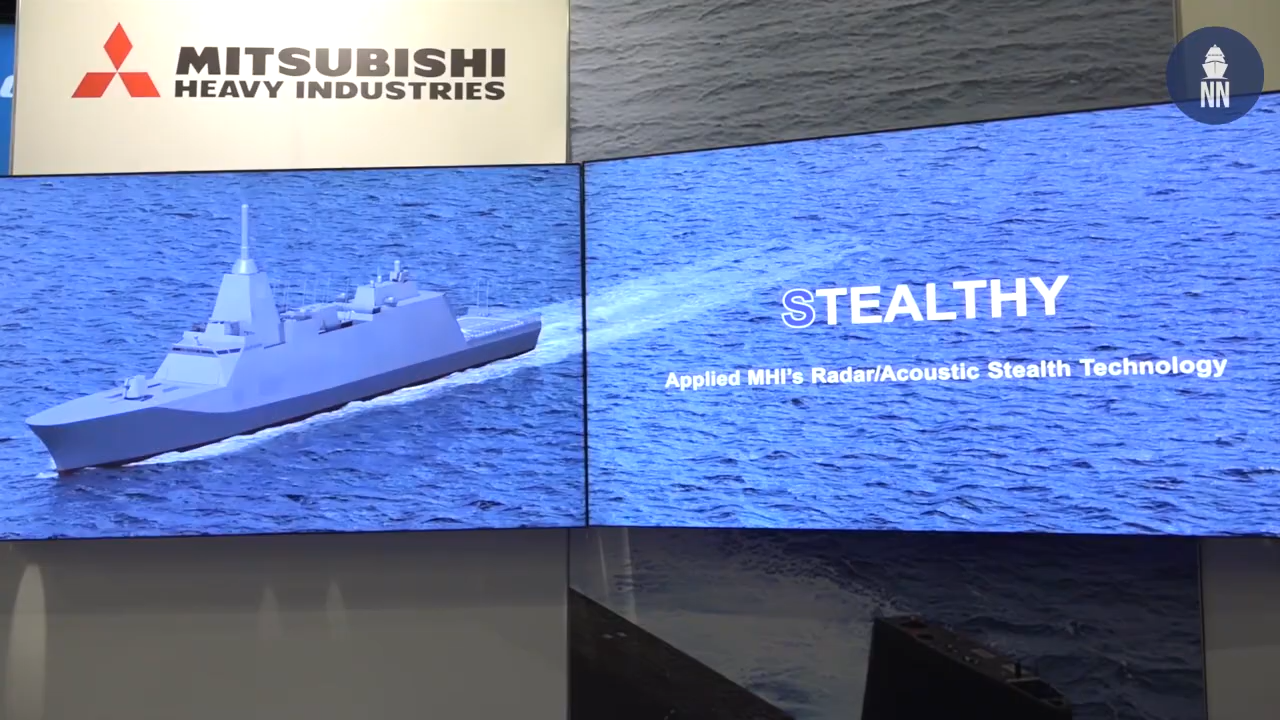 MITSUBISHI
HEAVY INDUSTRIES
NN
STEALTHY
Applied MHI's Radar/Acoustic Stealth Technology